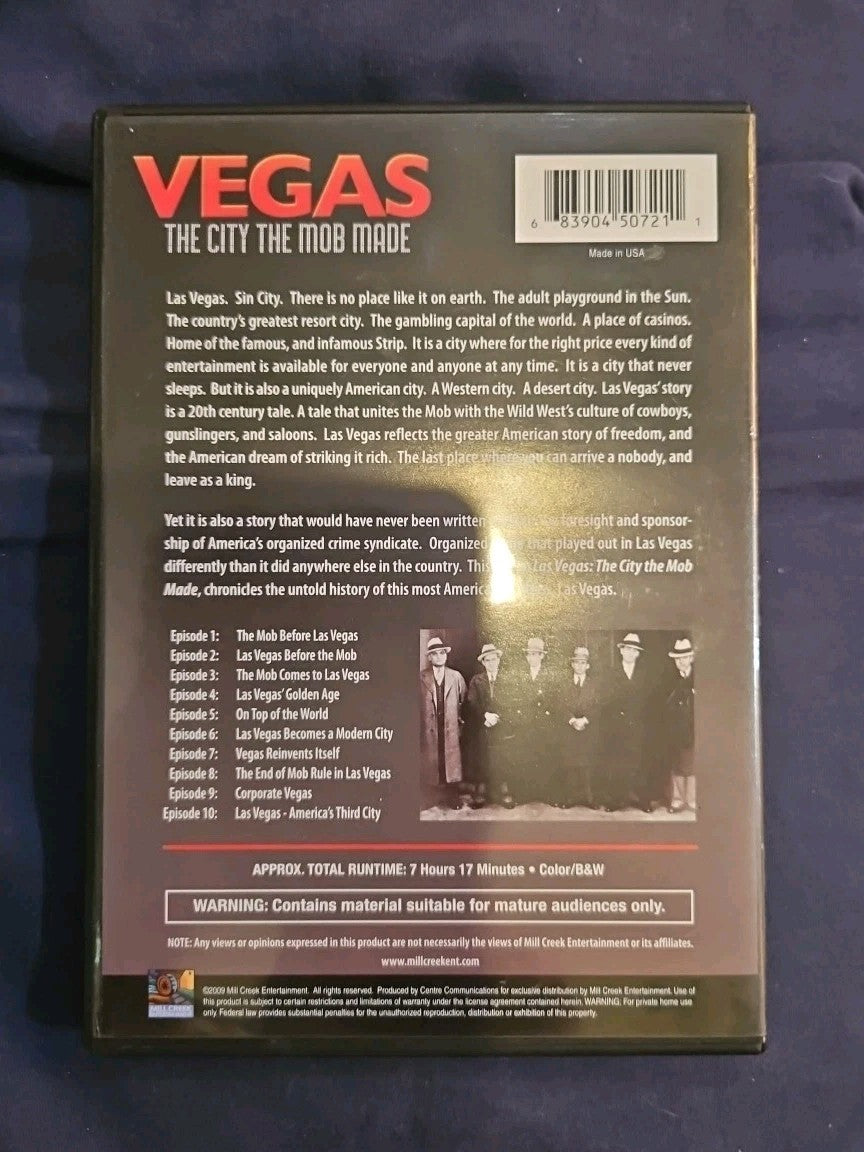 VEGAS
THE CITY THE MOB MADE
6 83904 50721 1
Made in USA
Las Vegas. Sin City. There is no place like it on earth. The adult playground in the Sun.
The country's greatest resort city. The gambling capital of the world. A place of casinos.
Home of the famous, and infamous Strip. It is a city where for the right price every kind of
entertainment is available for everyone and anyone at any time. It is a city that never
sleeps. But it is also a uniquely American city. A Western city. A desert city. Las Vegas' story
is a 20th century tale. A tale that unites the Mob with the Wild West's culture of cowboys,
gunslingers, and saloons. Las Vegas reflects the greater American story of freedom, and
the American dream of striking it rich. The last place where you can arrive a nobody, and
leave as a king.
Yet it is also a story that would have never been written foresight and sponsor-
ship of America's organized crime syndicate. Organized that played out in Las Vegas
differently than it did anywhere else in the country. This Las Vegas: The City the Mob
Made, chronicles the untold history of this most Las Vegas.
Episode 1: The Mob Before Las Vegas
Episode 2: Las Vegas Before the Mob
Episode 3: The Mob Comes to Las Vegas
Episode 4: Las Vegas' Golden Age
Episode 5: On Top of the World
Episode 6: Las Vegas Becomes a Modern City
Episode 7: Vegas Reinvents Itself
Episode 8: The End of Mob Rule in Las Vegas
Episode 9: Corporate Vegas
Episode 10: Las Vegas - America's Third City
APPROX. TOTAL RUNTIME: 7 Hours 17 Minutes • Color/B&W
WARNING: Contains material suitable for mature audiences only.
NOTE: Any views or opinions expressed in this product are not necessarily the views of Mill Creek Entertainment or its affiliates.
www.millcreekent.com
MILL CREEK
ENTERTAINMENT
©2009 Mill Creek Entertainment. All rights reserved. Produced by Centre Communications for exclusive distribution by Mill Creek Entertainment. Use of
this product is subject to certain restrictions and limitations of warranty under the license agreement contained herein. WARNING: For private home use
only. Federal law provides substantial penalties for the unauthorized reproduction, distribution or exhibition of this property.